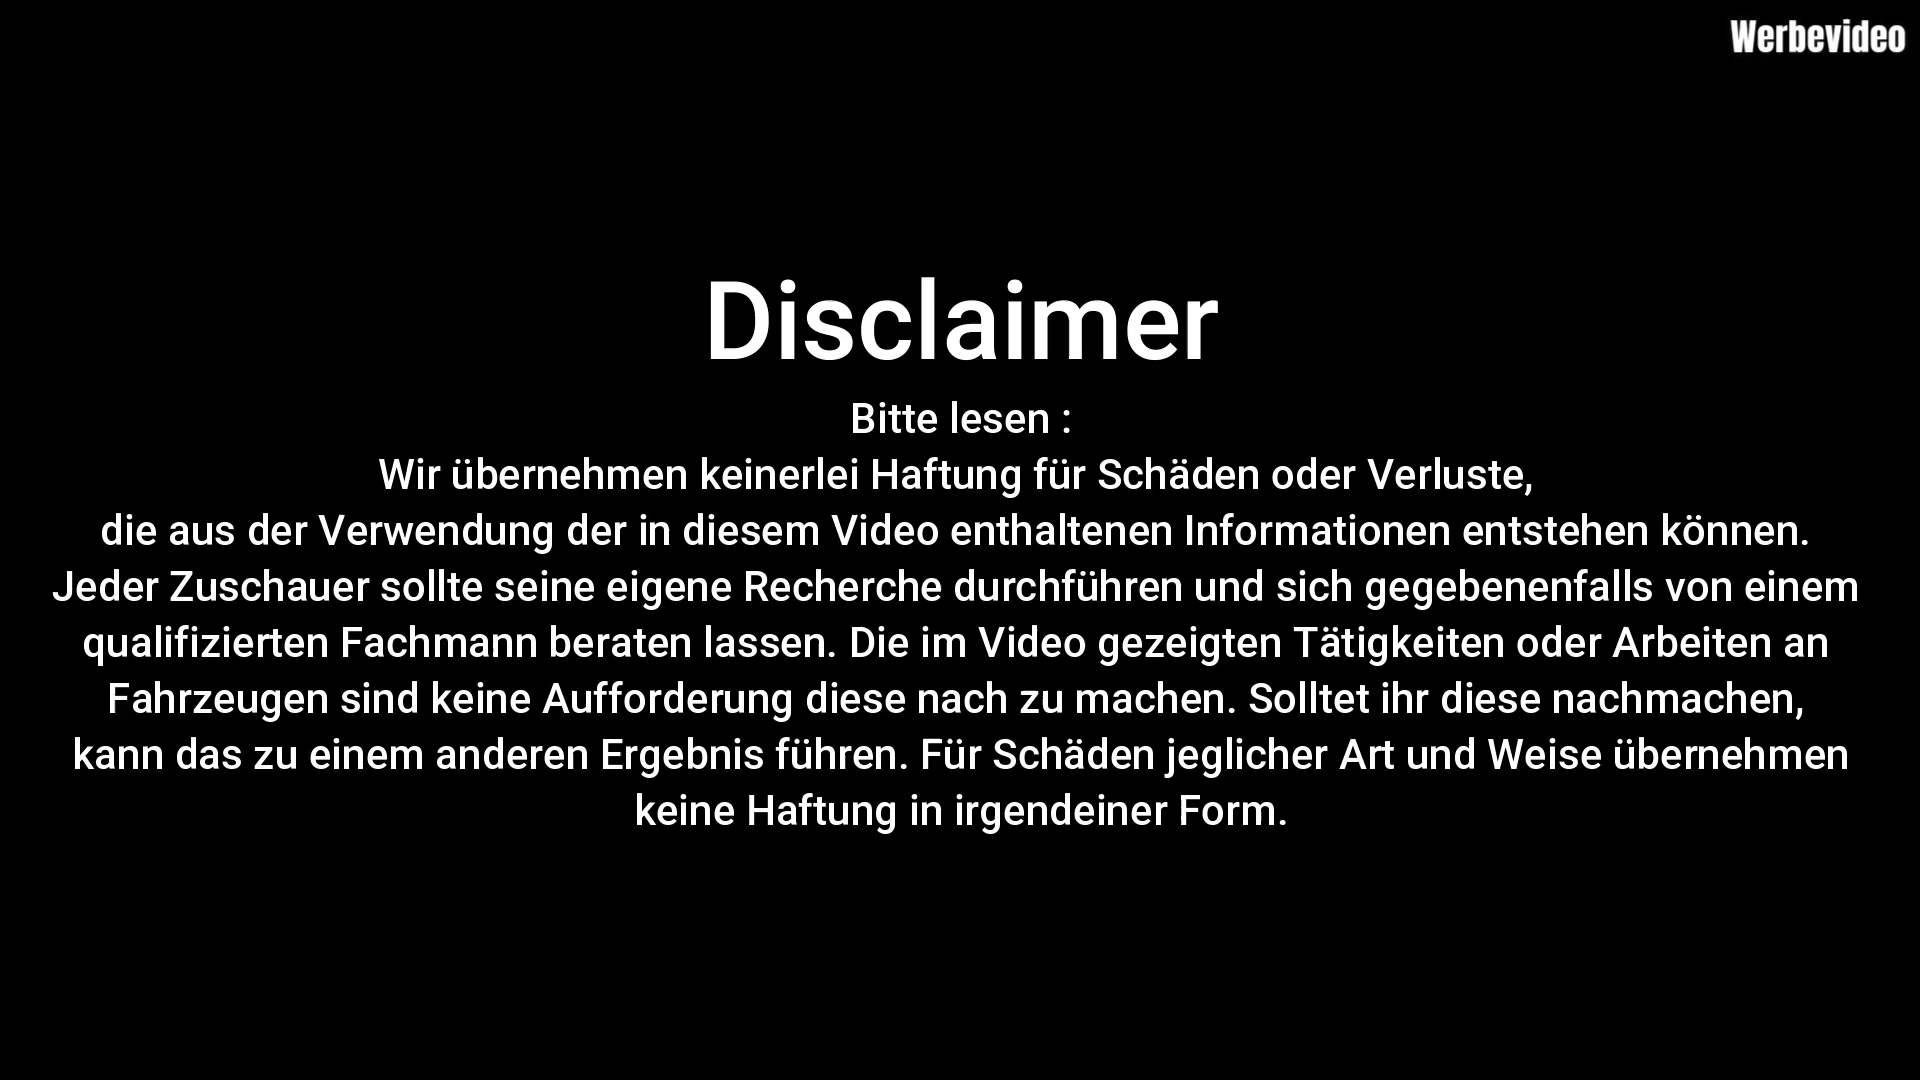 Werbevideo
Disclaimer
Bitte lesen :
Wir übernehmen keinerlei Haftung für Schäden oder Verluste,
die aus der Verwendung der in diesem Video enthaltenen Informationen entstehen können.
Jeder Zuschauer sollte seine eigene Recherche durchführen und sich gegebenenfalls von einem
qualifizierten Fachmann beraten lassen. Die im Video gezeigten Tätigkeiten oder Arbeiten an
Fahrzeugen sind keine Aufforderung diese nach zu machen. Solltet ihr diese nachmachen,
kann das zu einem anderen Ergebnis führen. Für Schäden jeglicher Art und Weise übernehmen
keine Haftung in irgendeiner Form.